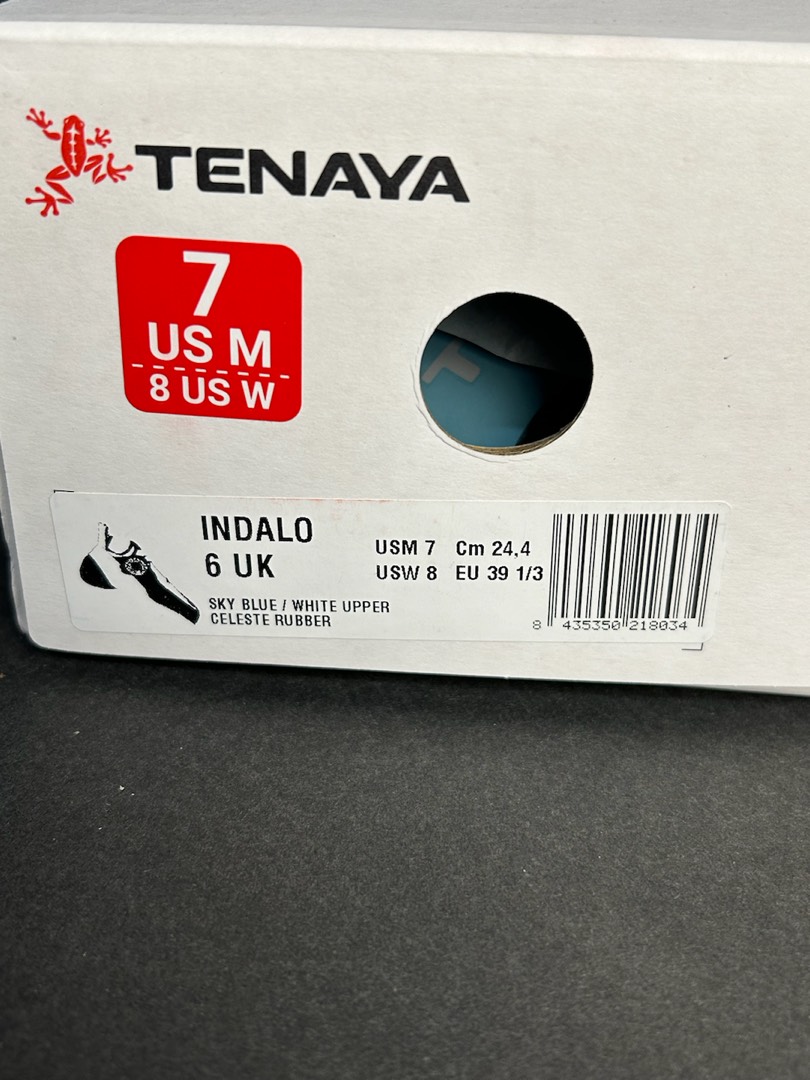 TENAYA
7
US M
8 US W
INDALO
6 UK
USM 7 Cm 24,4
USW 8 EU 39 1/3
SKY BLUE / WHITE UPPER
CELESTE RUBBER
8 435350 218034